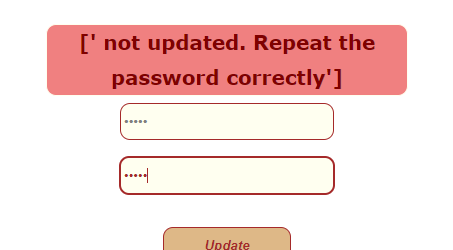 [' not updated. Repeat the
password correctly']
•••••
•••••
Update